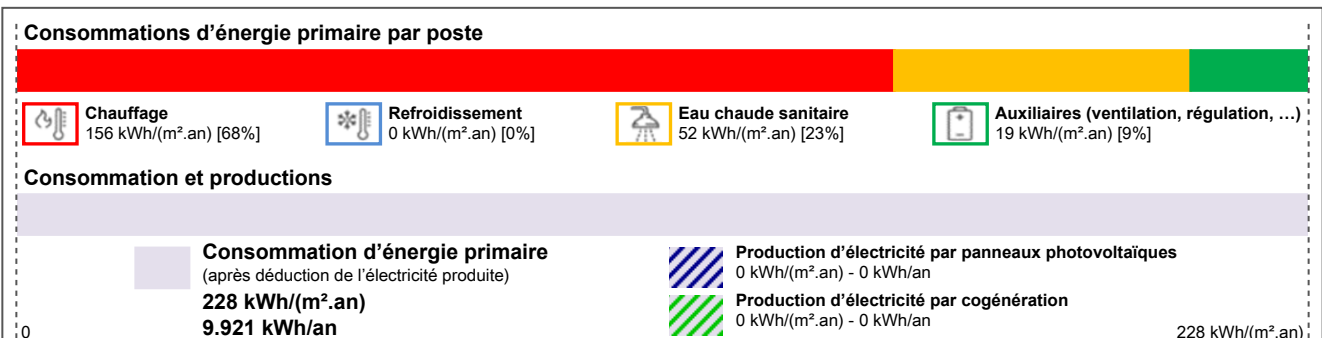 Consommations d’énergie primaire par poste
Chauffage
156 kWh/(m².an) [68%]
Refroidissement
0 kWh/(m².an) [0%]
Eau chaude sanitaire
52 kWh/(m².an) [23%]
Auxiliaires (ventilation, régulation, …)
19 kWh/(m².an) [9%]
Consommation et productions
Consommation d’énergie primaire
(après déduction de l’électricité produite)
228 kWh/(m².an)
9.921 kWh/an
Production d’électricité par panneaux photovoltaïques
0 kWh/(m².an) - 0 kWh/an
Production d’électricité par cogénération
0 kWh/(m².an) - 0 kWh/an
0
228 kWh/(m².an)